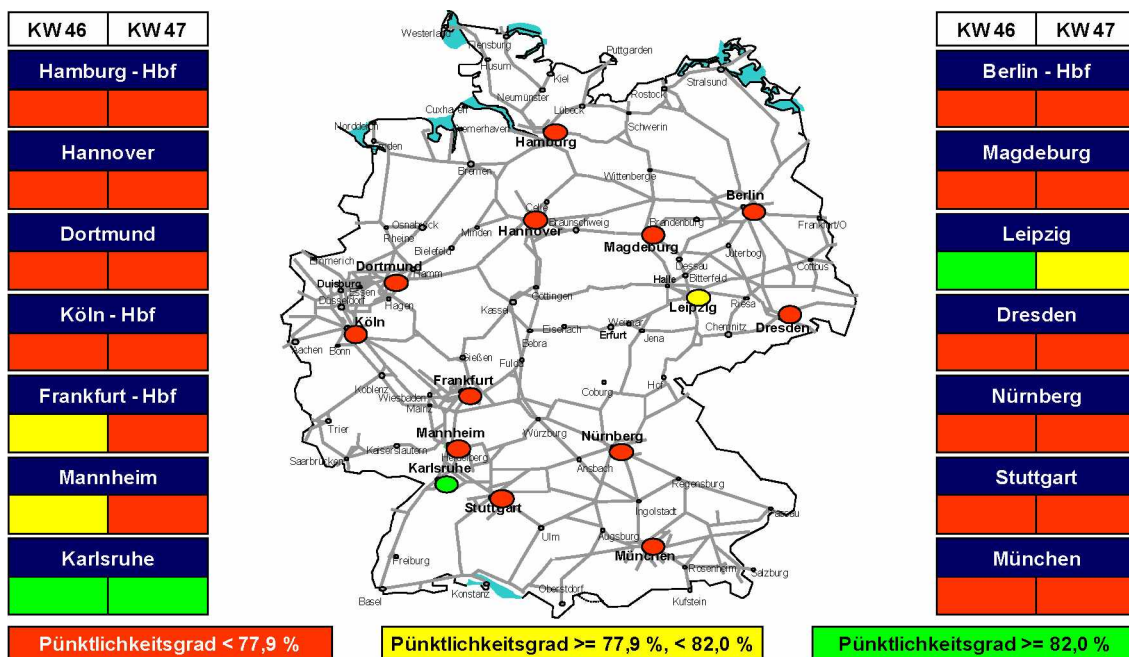 KW 46 KW 47
Hamburg - Hbf
Hannover
Dortmund
Köln - Hbf
Frankfurt - Hbf
Mannheim
Karlsruhe
Westerland
Flensburg
Husum
Puttgarden
Kiel
Neumünster
Lübeck
Rostock
Stralsund
Cuxhaven
Schwerin
Norddeich
Hamburg
Bremen
Wittenberge
Celle
Berlin
Osnabrück
Rheine
Minden
Hannover
Braunschweig
Brandenburg
Frankfurt/O
Magdeburg
Bielefeld
Jüterbog
Emmerich
Dortmund
Hamm
Dessau
Cottbus
Duisburg
Essen
Halle
Bitterfeld
Düsseldorf
Hagen
Göttingen
Kassel
Leipzig
Riesa
Köln
Weimar
Eisenach
Erfurt
Chemnitz
Dresden
Aachen
Bonn
Bebra
Jena
Gießen
Fulda
Koblenz
Frankfurt
Hof
Wiesbaden
Coburg
Mainz
Trier
Würzburg
Mannheim
Nürnberg
Kaiserslautern
Heidelberg
Saarbrücken
Ansbach
Karlsruhe
Regensburg
Stuttgart
Ingolstadt
Passau
Ulm
Augsburg
Freiburg
München
Rosenheim
Salzburg
Basel
Konstanz
Oberstdorf
Kufstein
KW 46 KW 47
Berlin - Hbf
Magdeburg
Leipzig
Dresden
Nürnberg
Stuttgart
München
Pünktlichkeitsgrad < 77,9 %
Pünktlichkeitsgrad >= 77,9 %, < 82,0 %
Pünktlichkeitsgrad >= 82,0 %